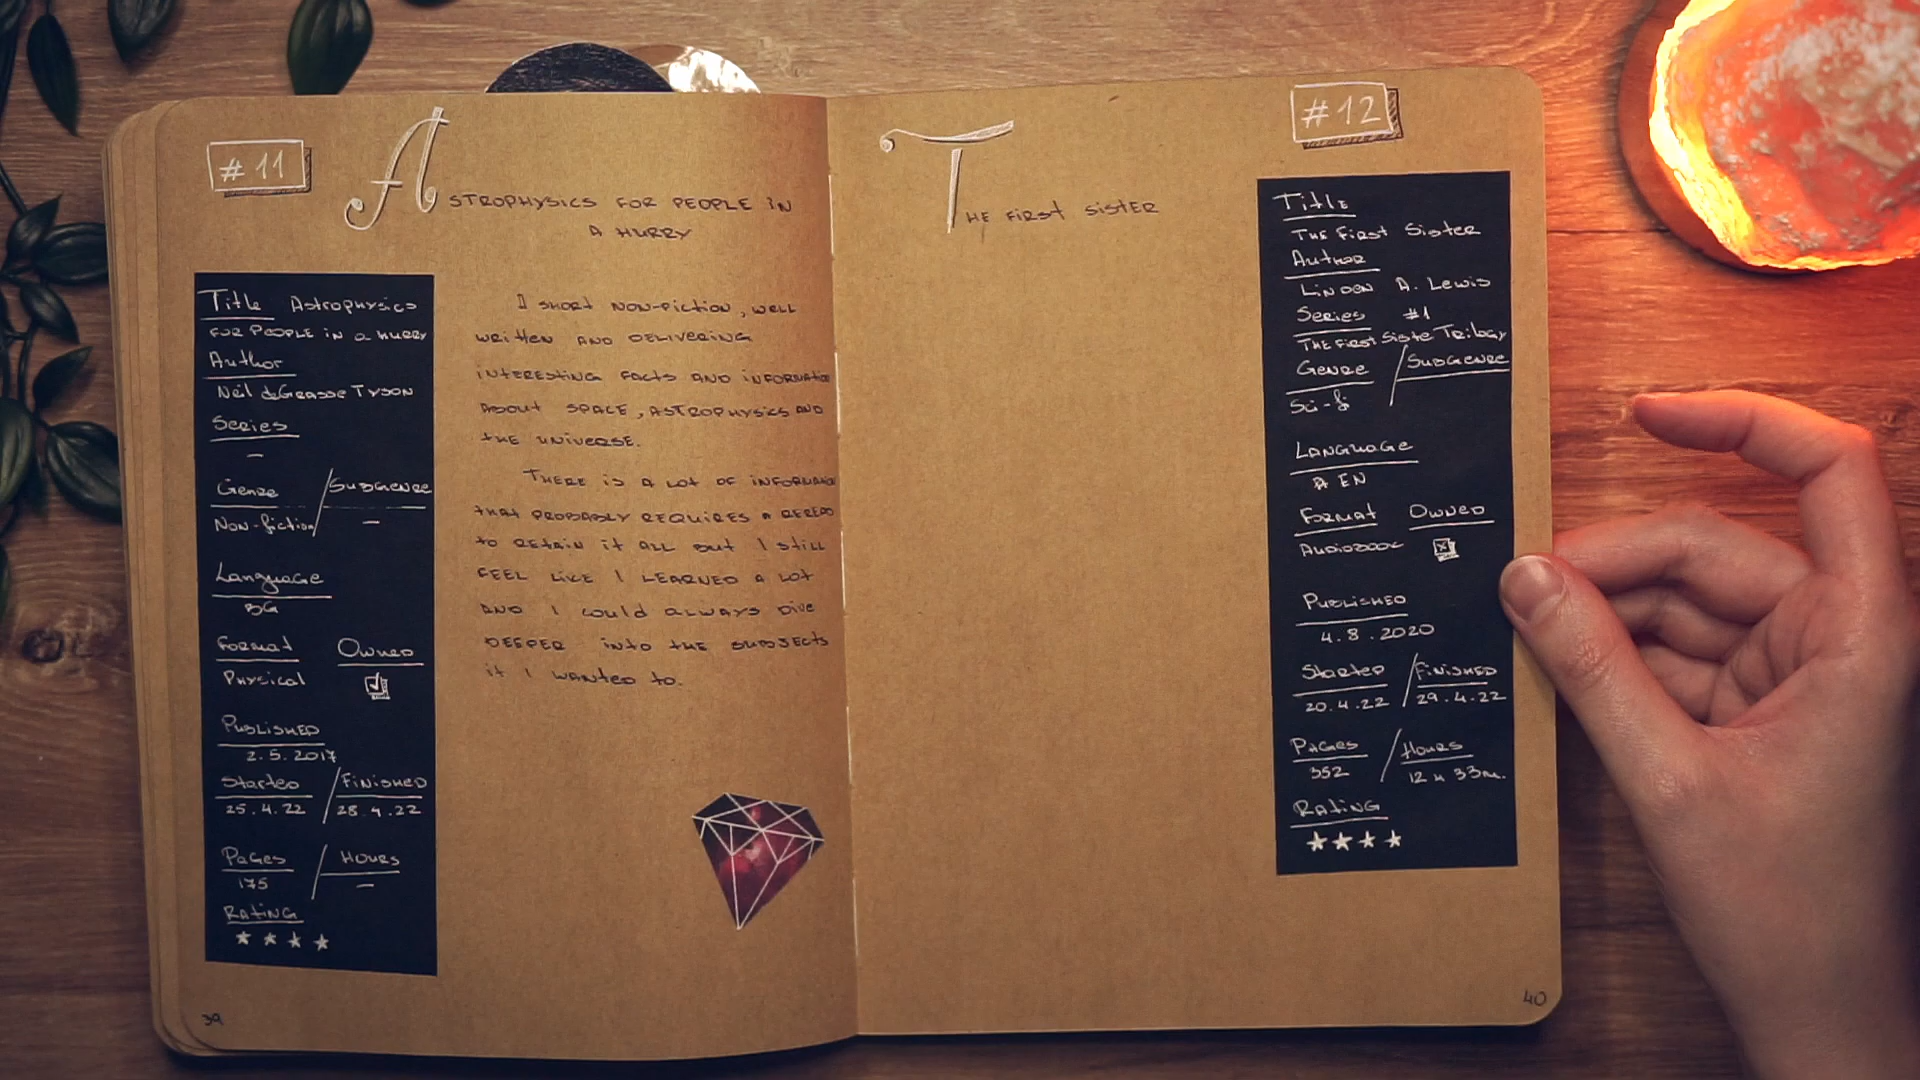 #11
ASTROPHYSICS FOR PEOPLE IN
A HURRY
Title Astrophysics
FOR PEOPLE IN a HURRY
Author
Neil deGrasse Tyson
Series
–
Genre / Subgenre
Non-fiction / –
Language
BG
Format Owned
Physical
Published
2.5.2017
Started / Finished
25.4.22 / 28.4.22
Pages / Hours
175 / –
Rating
★ ★ ★ ★
A SHORT NON-FICTION, WELL
WRITTEN AND DELIVERING
INTERESTING FACTS AND INFORMATION
ABOUT SPACE, ASTROPHYSICS AND
THE UNIVERSE.
THERE IS A LOT OF INFORMATION
THAT PROBABLY REQUIRES A REREAD
TO RETAIN IT ALL BUT I STILL
FEEL LIKE I LEARNED A LOT
AND I COULD ALWAYS DIVE
DEEPER INTO THE SUBJECTS
IF I WANTED TO.
39
THE FIRST SISTER
#12
Title
THE First Sister
Author
LINDEN A. Lewis
Series #1
THE FIRST Siste Trilogy
Genre / SubGenre
Sci-fi
LANGUAGE
EN
Format Owned
AUDIOBOOK
Published
4.8.2020
Started / Finished
20.4.22 / 29.4.22
Pages / Hours
352 / 12 H 33m.
Rating
★ ★ ★ ★
40